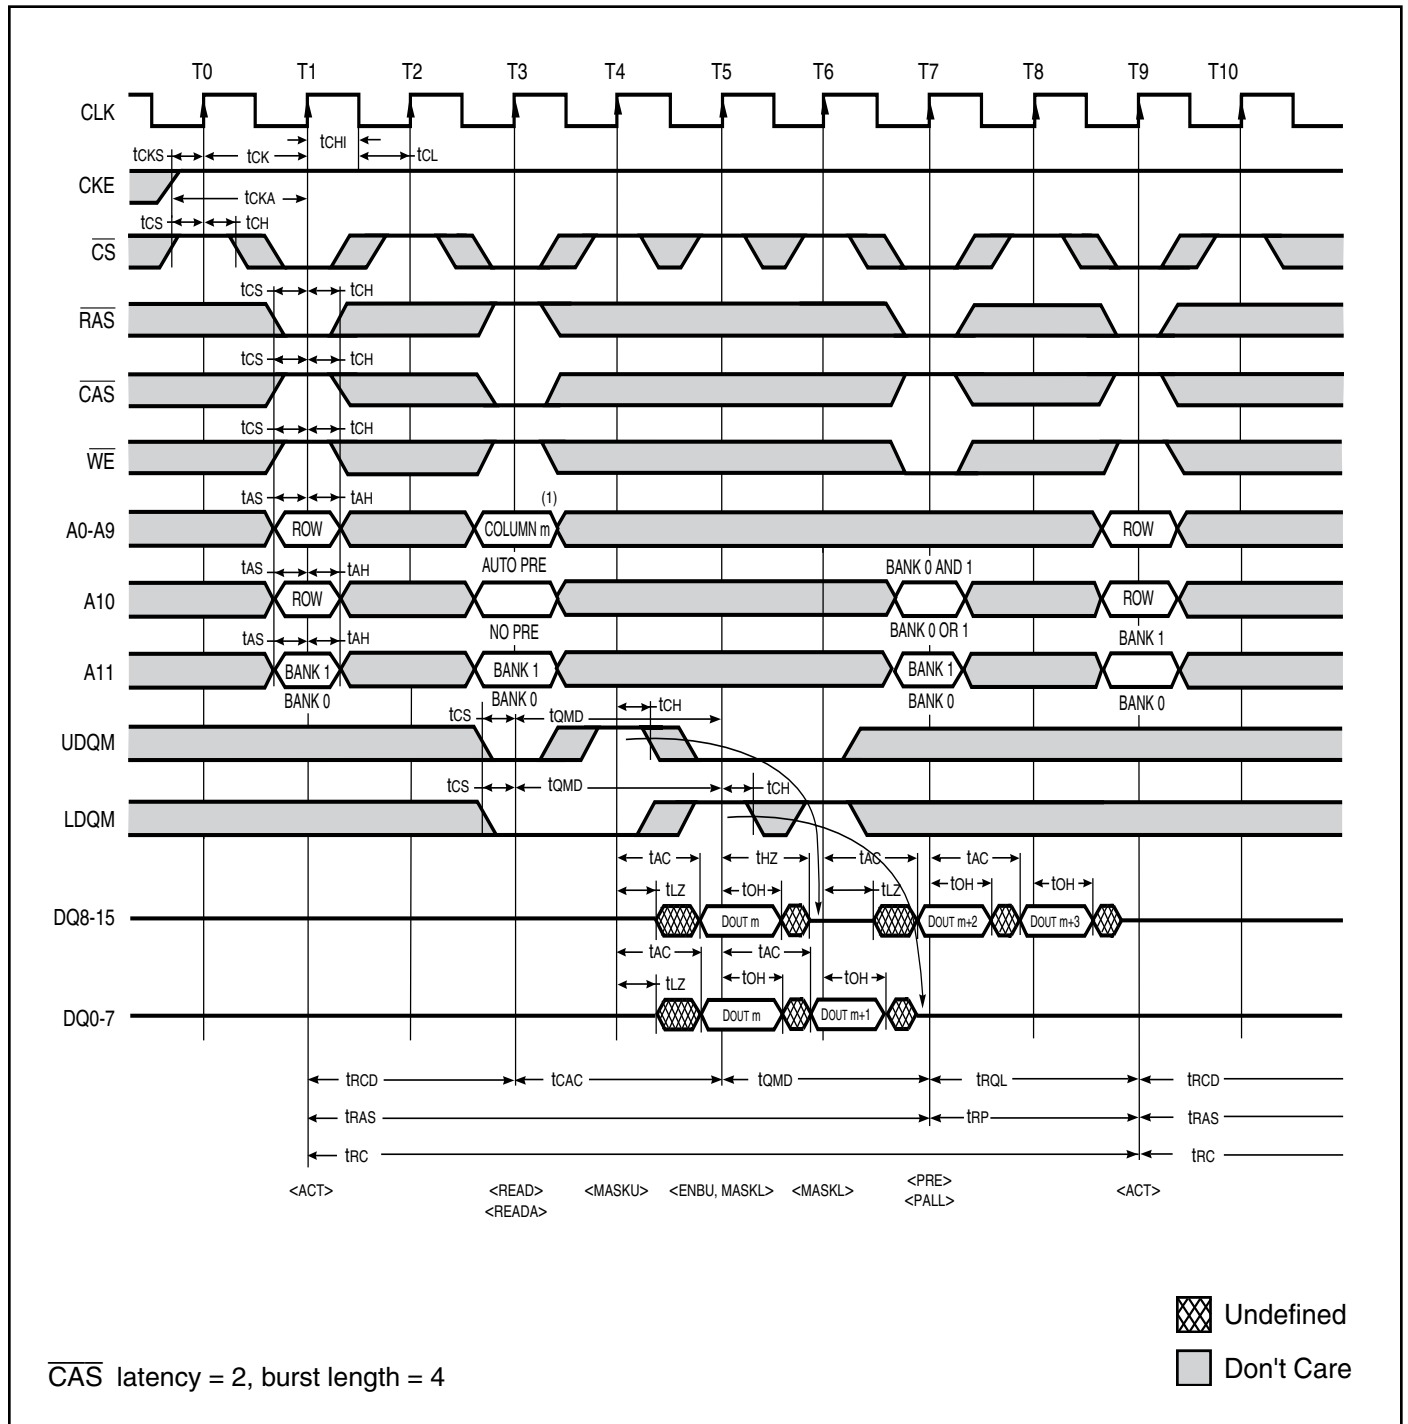 T0 T1 T2 T3 T4 T5 T6 T7 T8 T9 T10
CLK
tCHI
tCKS tCK tCL
CKE
tCKA
tCS tCH
CS
tCS tCH
RAS
tCS tCH
CAS
tCS tCH
WE
tAS tAH (1)
A0-A9 ROW COLUMN m ROW
tAS tAH AUTO PRE BANK 0 AND 1
A10 ROW ROW
tAS tAH NO PRE BANK 0 OR 1 BANK 1
A11 BANK 1 BANK 1 BANK 1
BANK 0 BANK 0 BANK 0 BANK 0
tCS tQMD tCH
UDQM
tCS tQMD tCH
LDQM
tAC tHZ tAC tAC
tLZ tOH tLZ tOH tOH
DQ8-15 DOUT m DOUT m+2 DOUT m+3
tAC tAC
tLZ tOH tOH
DQ0-7 DOUT m DOUT m+1
tRCD tCAC tQMD tRQL tRCD
tRAS tRP tRAS
tRC tRC
<ACT> <READ> <MASKU> <ENBU, MASKL> <MASKL> <PRE> <ACT>
<READA> <PALL>
Undefined
Don't Care
CAS latency = 2, burst length = 4